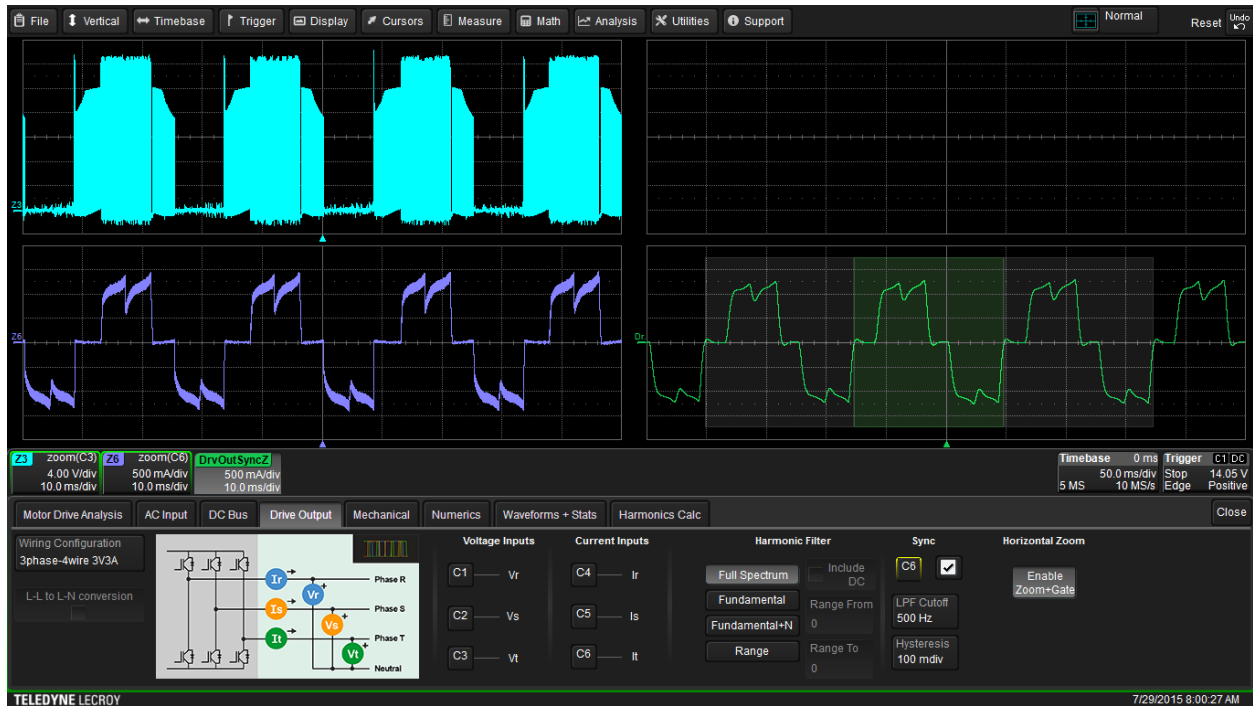 File Vertical Timebase Trigger Display Cursors Measure Math Analysis Utilities Support Normal Reset Undo
Z3
Z6
Dr
Z3 zoom(C3) Z6 zoom(C6) DrvOutSyncZ Timebase 0 ms Trigger C1 DC
4.00 V/div 500 mA/div 500 mA/div 50.0 ms/div Stop 14.05 V
10.0 ms/div 10.0 ms/div 10.0 ms/div 5 MS 10 MS/s Edge Positive
Motor Drive Analysis AC Input DC Bus Drive Output Mechanical Numerics Waveforms + Stats Harmonics Calc Close
Wiring Configuration
3phase-4wire 3V3A
L-L to L-N conversion
Ir
Vr
Phase R
Is
Vs
Phase S
It
Vt
Phase T
Neutral
Voltage Inputs
C1 Vr
C2 Vs
C3 Vt
Current Inputs
C4 Ir
C5 Is
C6 It
Harmonic Filter
Full Spectrum
Fundamental
Fundamental+N
Range
Include DC
Range From
0
Range To
0
Sync
C6
LPF Cutoff
500 Hz
Hysteresis
100 mdiv
Horizontal Zoom
Enable
Zoom+Gate
TELEDYNE LECROY 7/29/2015 8:00:27 AM